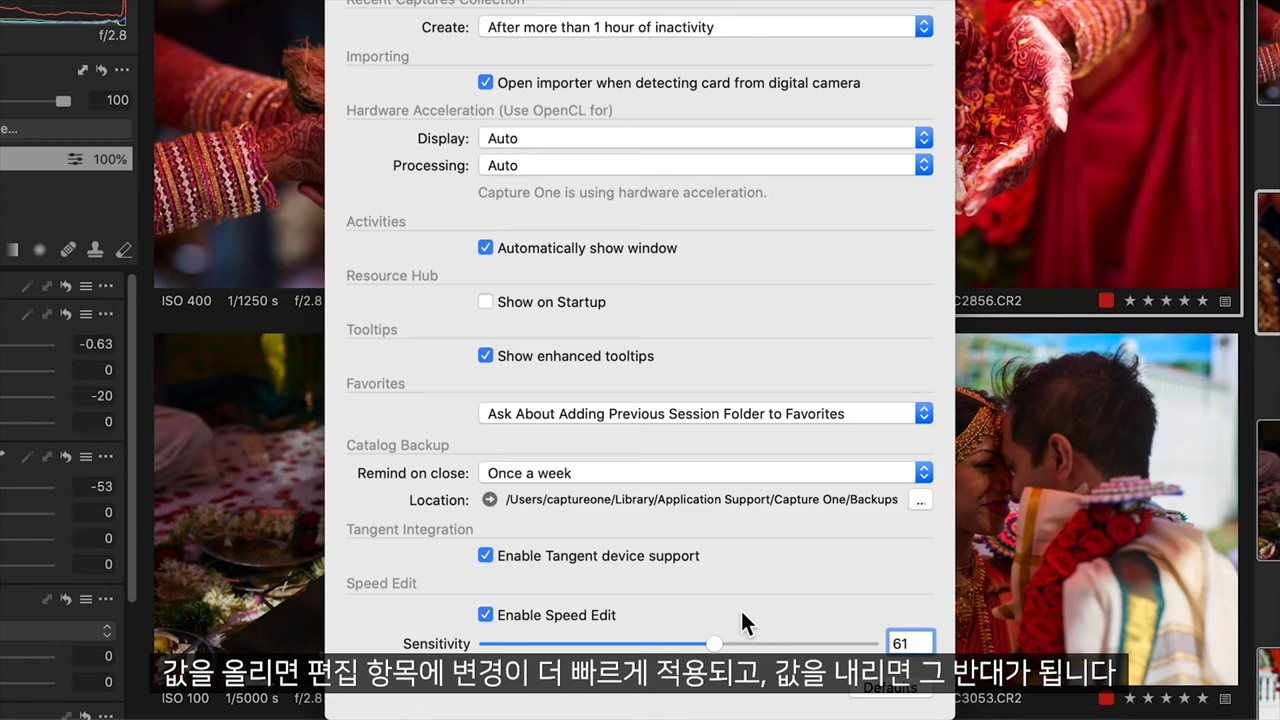 Recent Captures Collection
f/2.8
Create: After more than 1 hour of inactivity
Importing
Open importer when detecting card from digital camera
100
Hardware Acceleration (Use OpenCL for)
e...
Display: Auto
100%
Processing: Auto
Capture One is using hardware acceleration.
Activities
Automatically show window
Resource Hub
ISO 400 1/1250 s f/2.8
Show on Startup
C2856.CR2
Tooltips
-0.63
Show enhanced tooltips
0
Favorites
-20
Ask About Adding Previous Session Folder to Favorites
0
Catalog Backup
Remind on close: Once a week
-53
Location: /Users/captureone/Library/Application Support/Capture One/Backups ...
0
Tangent Integration
0
Enable Tangent device support
0
Speed Edit
Enable Speed Edit
Sensitivity 61
0
값을 올리면 편집 항목에 변경이 더 빠르게 적용되고, 값을 내리면 그 반대가 됩니다
0
Defaults
ISO 100 1/5000 s f/2.8
C3053.CR2